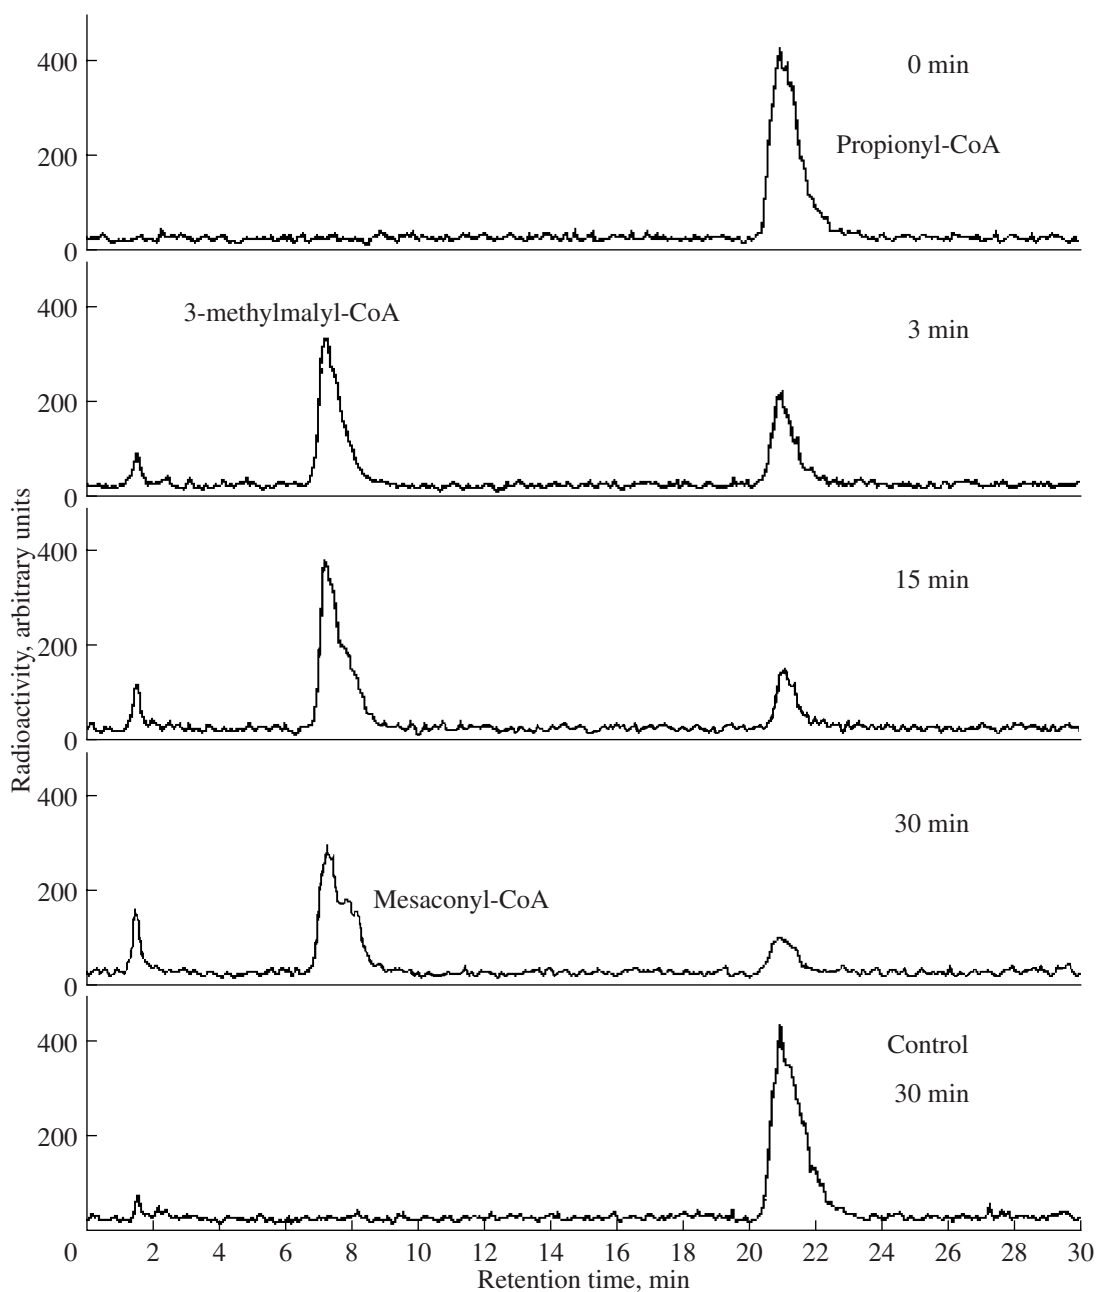 400
0 min
Propionyl-CoA
200
0
3-methylmalyl-CoA
400
3 min
200
0
400
15 min
200
0
400
30 min
200
Mesaconyl-CoA
0
400
Control
30 min
200
0 2 4 6 8 10 12 14 16 18 20 22 24 26 28 30
Retention time, min
Radioactivity, arbitrary units